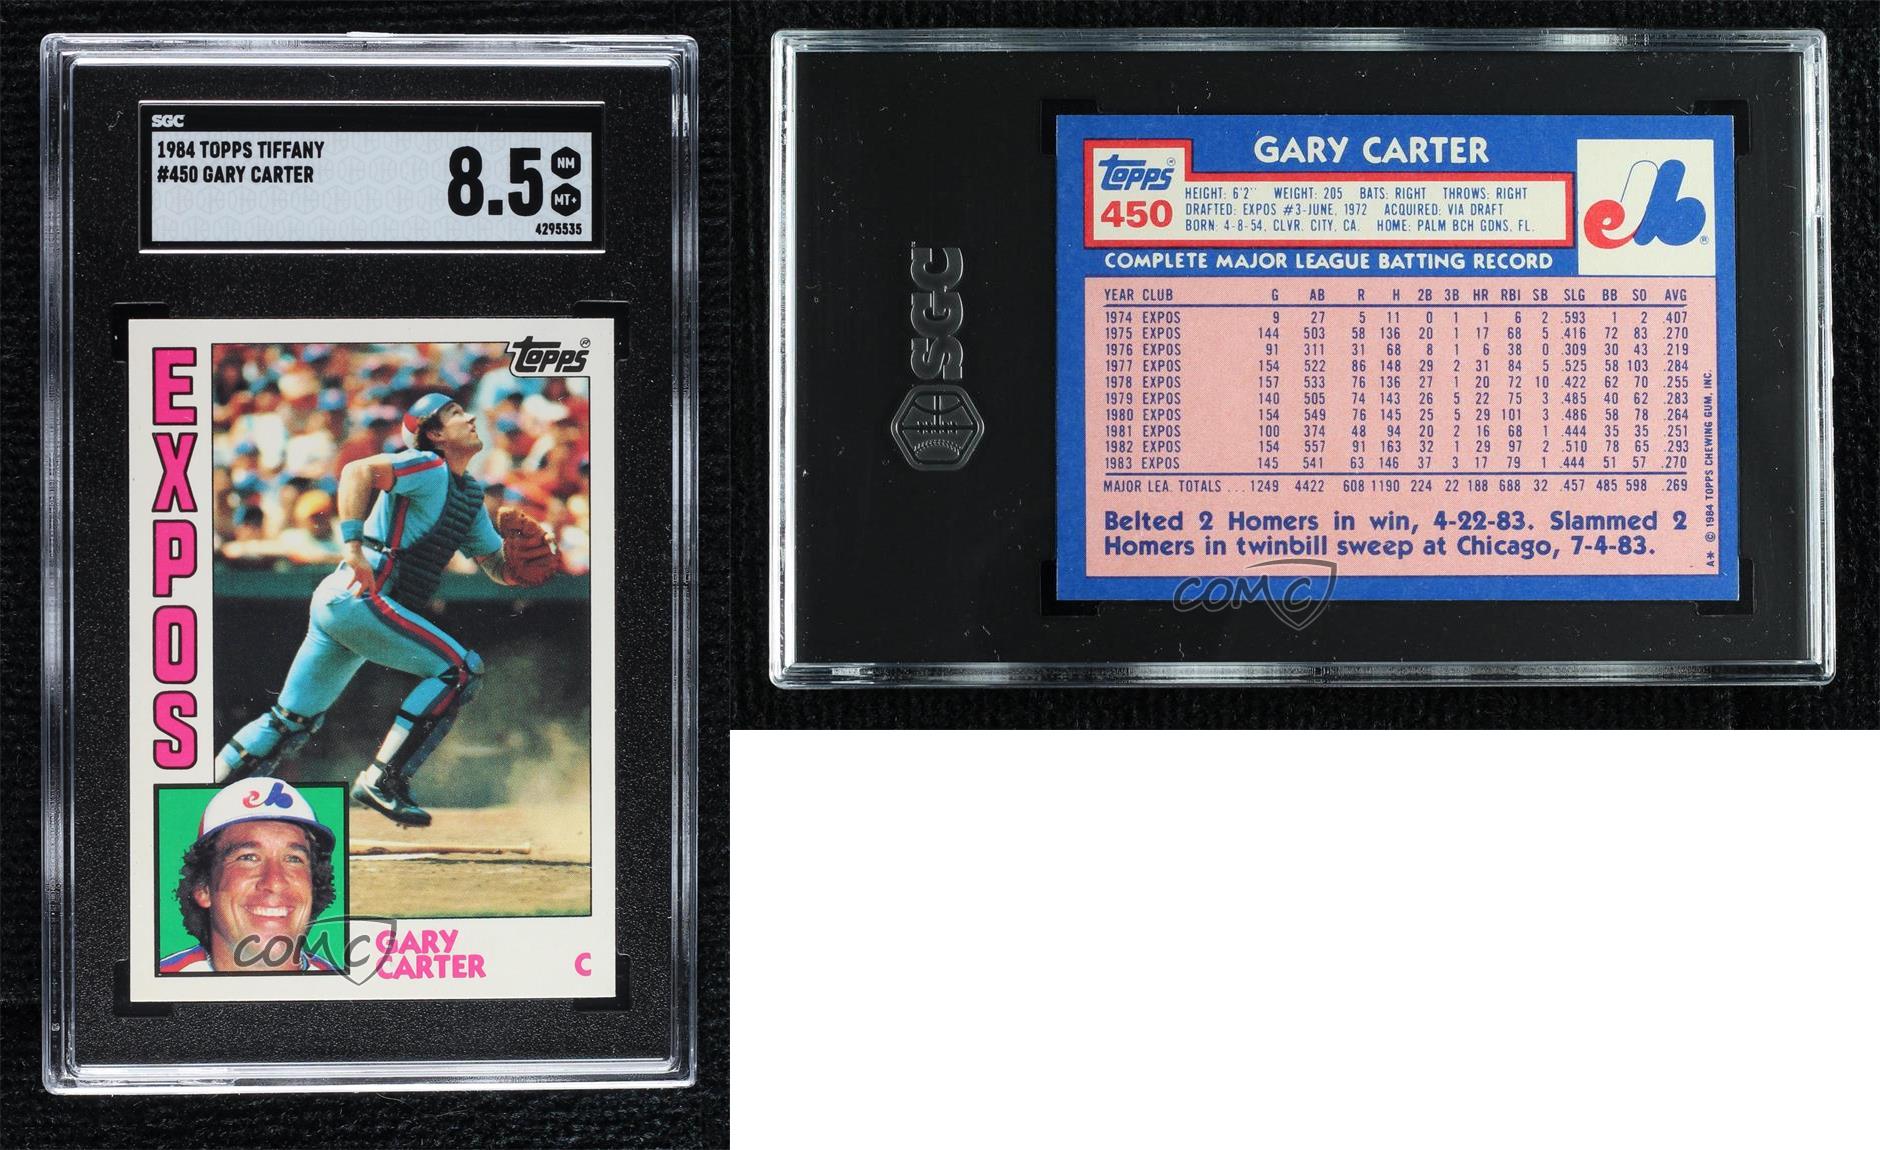 SGC
1984 TOPPS TIFFANY
#450 GARY CARTER
8.5
NM
MT+
4295535
Topps®
EXPOS
eb
GARY
CARTER
C
COMC
SGC
Topps®
450
GARY CARTER
HEIGHT: 6'2" WEIGHT: 205 BATS: RIGHT THROWS: RIGHT
DRAFTED: EXPOS #3-JUNE, 1972 ACQUIRED: VIA DRAFT
BORN: 4-8-54, CLVR. CITY, CA. HOME: PALM BCH GDNS, FL.
eb®
COMPLETE MAJOR LEAGUE BATTING RECORD
YEAR CLUB G AB R H 2B 3B HR RBI SB SLG BB SO AVG
1974 EXPOS 9 27 5 11 0 1 1 6 2 .593 1 2 .407
1975 EXPOS 144 503 58 136 20 1 17 68 5 .416 72 83 .270
1976 EXPOS 91 311 31 68 8 1 6 38 0 .309 30 43 .219
1977 EXPOS 154 522 86 148 29 2 31 84 5 .525 58 103 .284
1978 EXPOS 157 533 76 136 27 1 20 72 10 .422 62 70 .255
1979 EXPOS 140 505 74 143 26 5 22 75 3 .485 40 62 .283
1980 EXPOS 154 549 76 145 25 5 29 101 3 .486 58 78 .264
1981 EXPOS 100 374 48 94 20 2 16 68 1 .444 35 35 .251
1982 EXPOS 154 557 91 163 32 1 29 97 2 .510 78 65 .293
1983 EXPOS 145 541 63 146 37 3 17 79 1 .444 51 57 .270
MAJOR LEA. TOTALS ... 1249 4422 608 1190 224 22 188 688 32 .457 485 598 .269
Belted 2 Homers in win, 4-22-83. Slammed 2
Homers in twinbill sweep at Chicago, 7-4-83.
A* © 1984 TOPPS CHEWING GUM, INC.
COMC